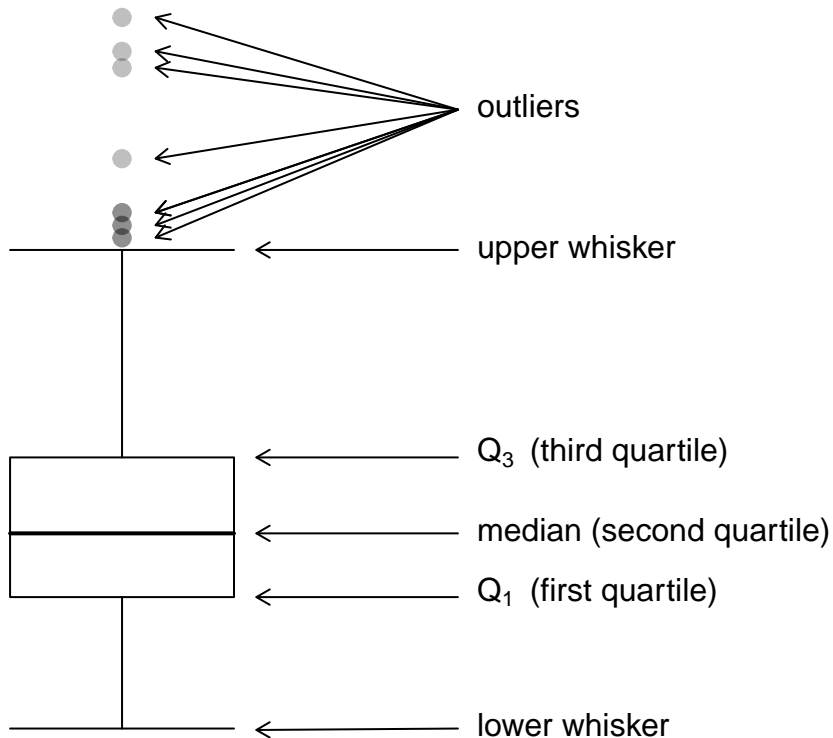 outliers
upper whisker
Q₃ (third quartile)
median (second quartile)
Q₁ (first quartile)
lower whisker